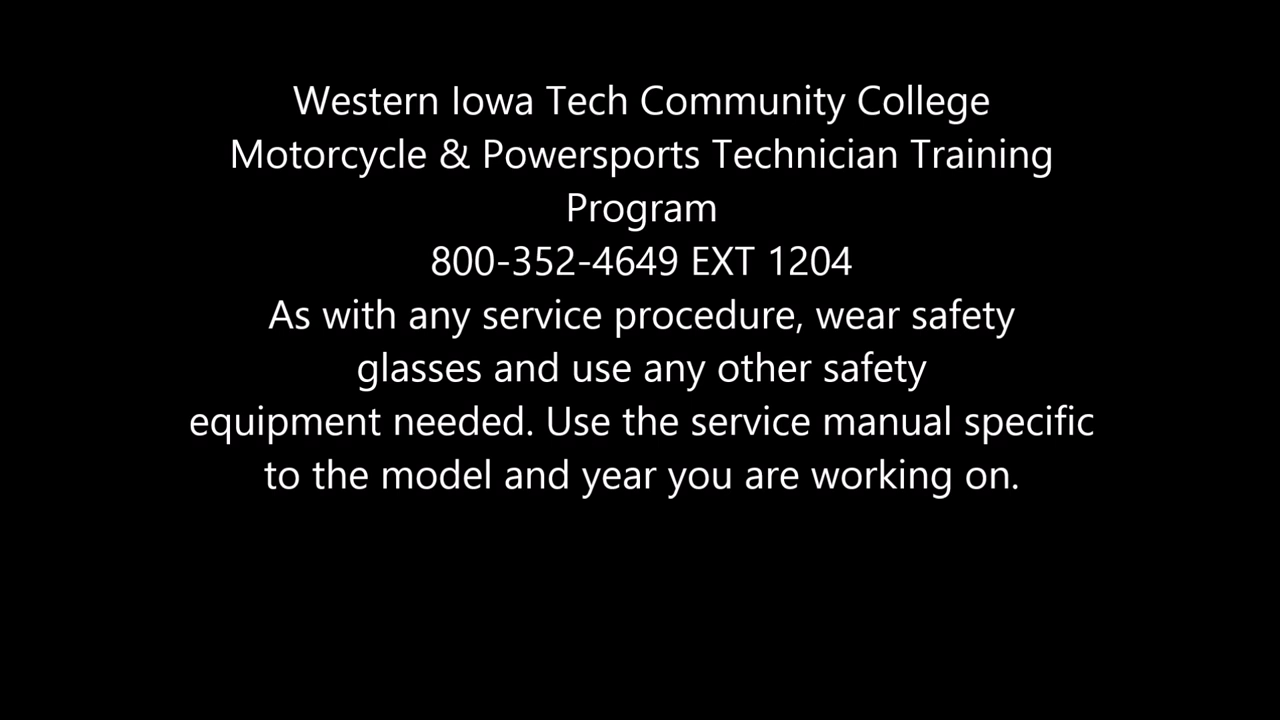 Western Iowa Tech Community College
Motorcycle & Powersports Technician Training
Program
800-352-4649 EXT 1204
As with any service procedure, wear safety
glasses and use any other safety
equipment needed. Use the service manual specific
to the model and year you are working on.